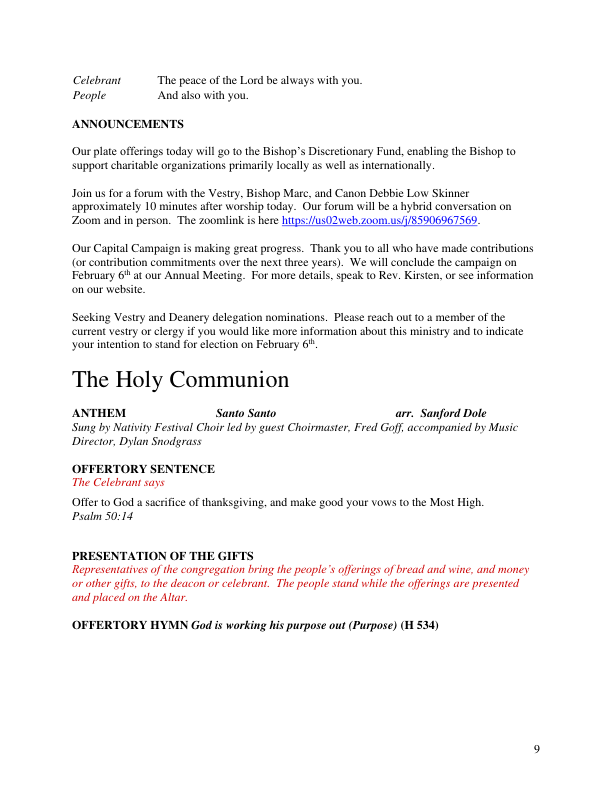 Celebrant The peace of the Lord be always with you.
People And also with you.
ANNOUNCEMENTS
Our plate offerings today will go to the Bishop’s Discretionary Fund, enabling the Bishop to
support charitable organizations primarily locally as well as internationally.
Join us for a forum with the Vestry, Bishop Marc, and Canon Debbie Low Skinner
approximately 10 minutes after worship today. Our forum will be a hybrid conversation on
Zoom and in person. The zoomlink is here https://us02web.zoom.us/j/85906967569.
Our Capital Campaign is making great progress. Thank you to all who have made contributions
(or contribution commitments over the next three years). We will conclude the campaign on
February 6th at our Annual Meeting. For more details, speak to Rev. Kirsten, or see information
on our website.
Seeking Vestry and Deanery delegation nominations. Please reach out to a member of the
current vestry or clergy if you would like more information about this ministry and to indicate
your intention to stand for election on February 6th.
The Holy Communion
ANTHEM Santo Santo arr. Sanford Dole
Sung by Nativity Festival Choir led by guest Choirmaster, Fred Goff, accompanied by Music
Director, Dylan Snodgrass
OFFERTORY SENTENCE
The Celebrant says
Offer to God a sacrifice of thanksgiving, and make good your vows to the Most High.
Psalm 50:14
PRESENTATION OF THE GIFTS
Representatives of the congregation bring the people’s offerings of bread and wine, and money
or other gifts, to the deacon or celebrant. The people stand while the offerings are presented
and placed on the Altar.
OFFERTORY HYMN God is working his purpose out (Purpose) (H 534)
9